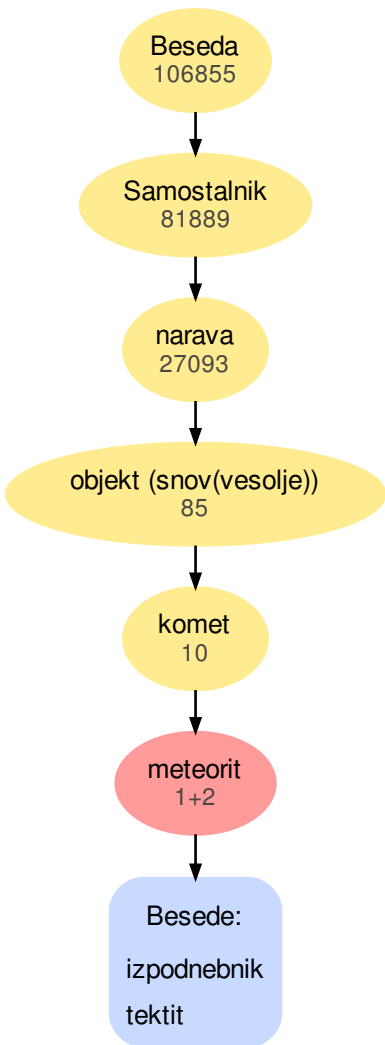 Beseda
106855
Samostalnik
81889
narava
27093
objekt (snov(vesolje))
85
komet
10
meteorit
1+2
Besede:
izpodnebnik
tektit